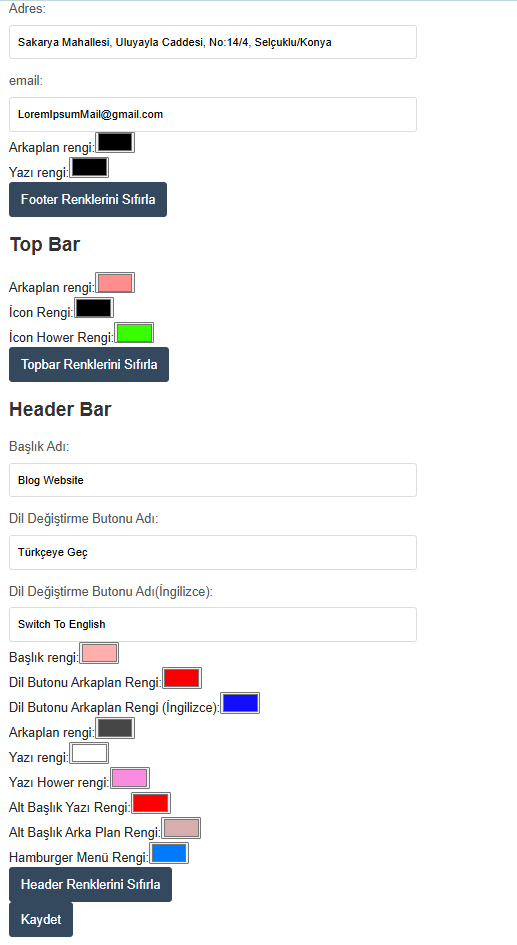 Adres:
Sakarya Mahallesi, Uluyayla Caddesi, No:14/4, Selçuklu/Konya
email:
LoremIpsumMail@gmail.com
Arkaplan rengi:
Yazı rengi:
Footer Renklerini Sıfırla
Top Bar
Arkaplan rengi:
İcon Rengi:
İcon Hower Rengi:
Topbar Renklerini Sıfırla
Header Bar
Başlık Adı:
Blog Website
Dil Değiştirme Butonu Adı:
Türkçeye Geç
Dil Değiştirme Butonu Adı(İngilizce):
Switch To English
Başlık rengi:
Dil Butonu Arkaplan Rengi:
Dil Butonu Arkaplan Rengi (İngilizce):
Arkaplan rengi:
Yazı rengi:
Yazı Hower rengi:
Alt Başlık Yazı Rengi:
Alt Başlık Arka Plan Rengi:
Hamburger Menü Rengi:
Header Renklerini Sıfırla
Kaydet